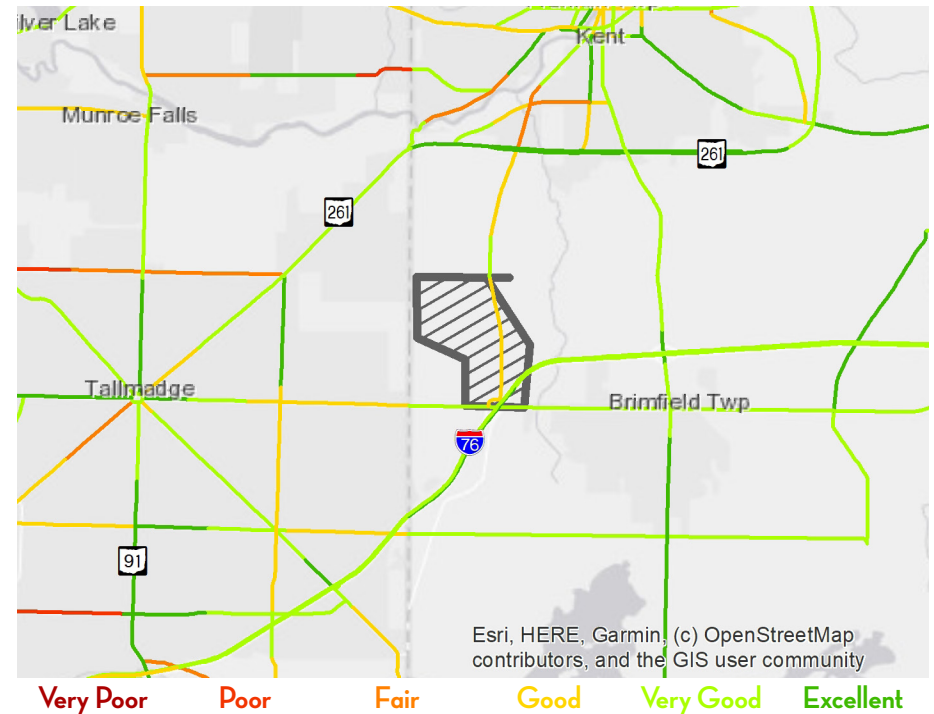 ilver Lake
Kent
Munroe Falls
261
261
Tallmadge
Brimfield Twp
76
91
Esri, HERE, Garmin, (c) OpenStreetMap
contributors, and the GIS user community
Very Poor Poor Fair Good Very Good Excellent